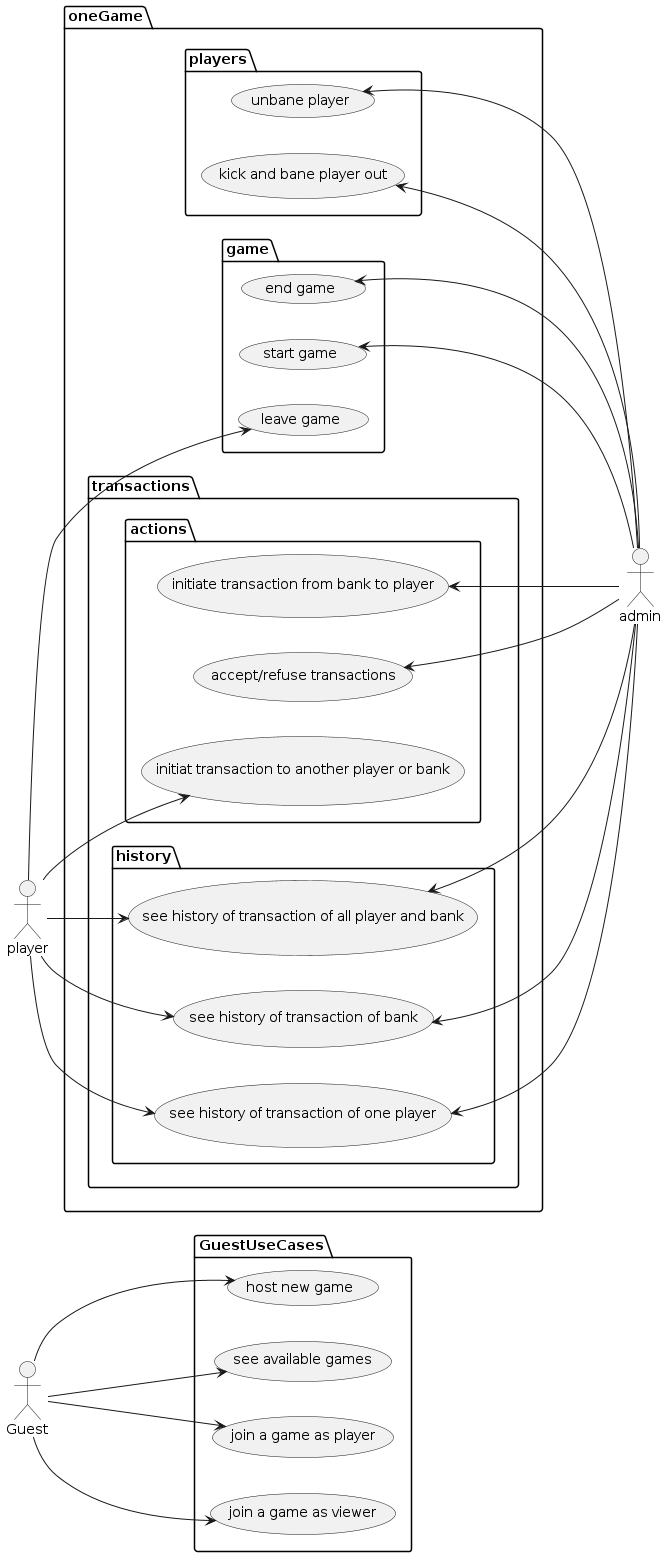 oneGame
players
unbane player
kick and bane player out
game
end game
start game
leave game
transactions
actions
initiate transaction from bank to player
admin
accept/refuse transactions
initiat transaction to another player or bank
history
see history of transaction of all player and bank
player
see history of transaction of bank
see history of transaction of one player
GuestUseCases
host new game
see available games
Guest
join a game as player
join a game as viewer